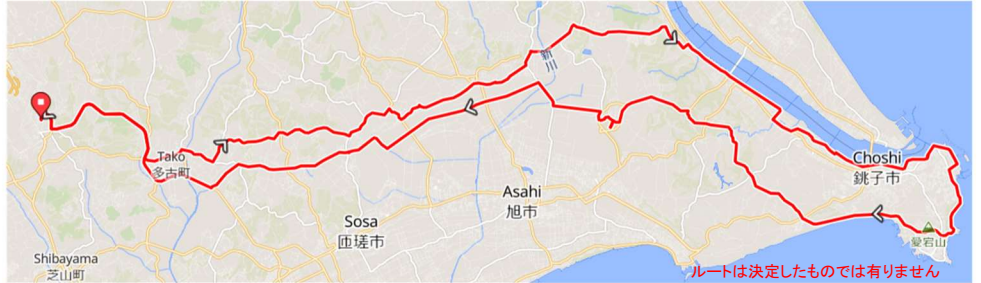 新川
Tako
多古町
Choshi
銚子市
Asahi
旭市
Sosa
匝瑳市
愛宕山
Shibayama
芝山町
ルートは決定したものでは有りません